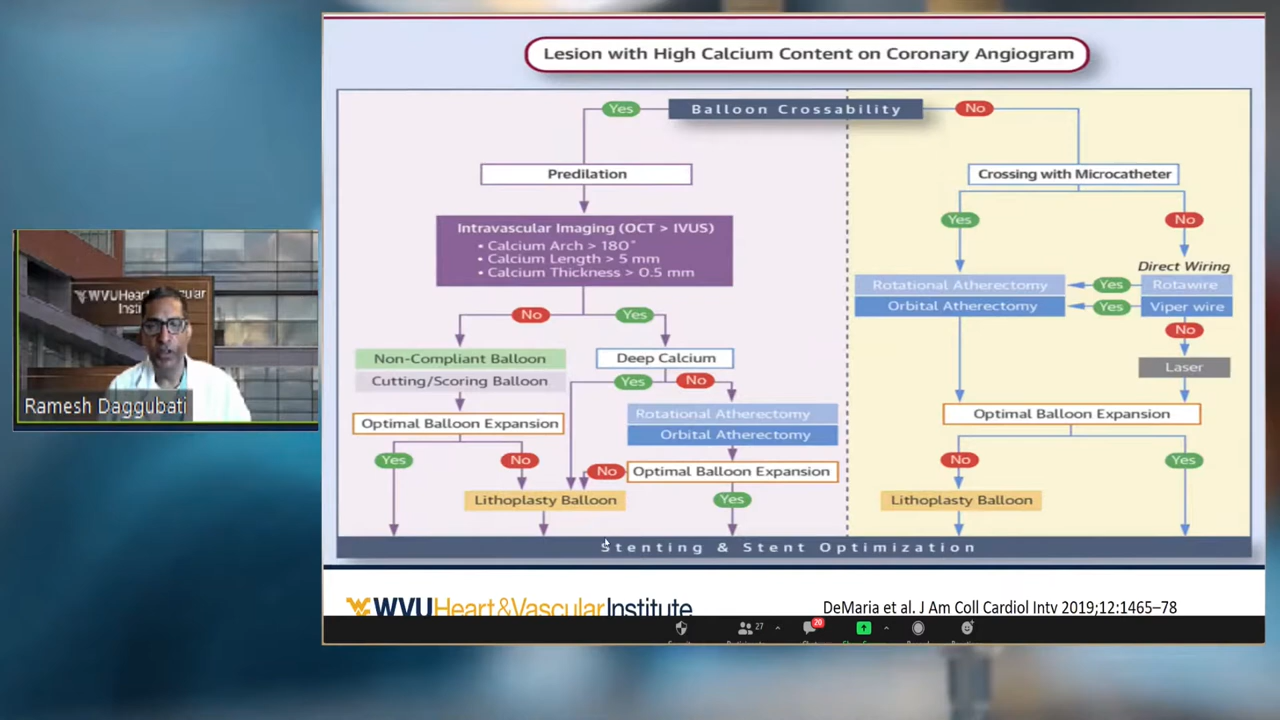 Lesion with High Calcium Content on Coronary Angiogram
Yes
Balloon Crossability
No
Predilation
Crossing with Microcatheter
Intravascular Imaging (OCT > IVUS)
• Calcium Arch > 180°
• Calcium Length > 5 mm
• Calcium Thickness > 0.5 mm
Yes
No
Direct Wiring
Rotational Atherectomy
Yes
Rotawire
Orbital Atherectomy
Yes
Viper wire
No
Yes
No
Non-Compliant Balloon
Deep Calcium
Laser
Cutting/Scoring Balloon
Yes
No
Optimal Balloon Expansion
Rotational Atherectomy
Orbital Atherectomy
Optimal Balloon Expansion
Yes
No
No
Optimal Balloon Expansion
No
Yes
Lithoplasty Balloon
Yes
Lithoplasty Balloon
Stenting & Stent Optimization
WVUHeart&VascularInstitute
DeMaria et al. J Am Coll Cardiol Intv 2019;12:1465–78
27
20
WVUHeart
Ramesh Daggubati